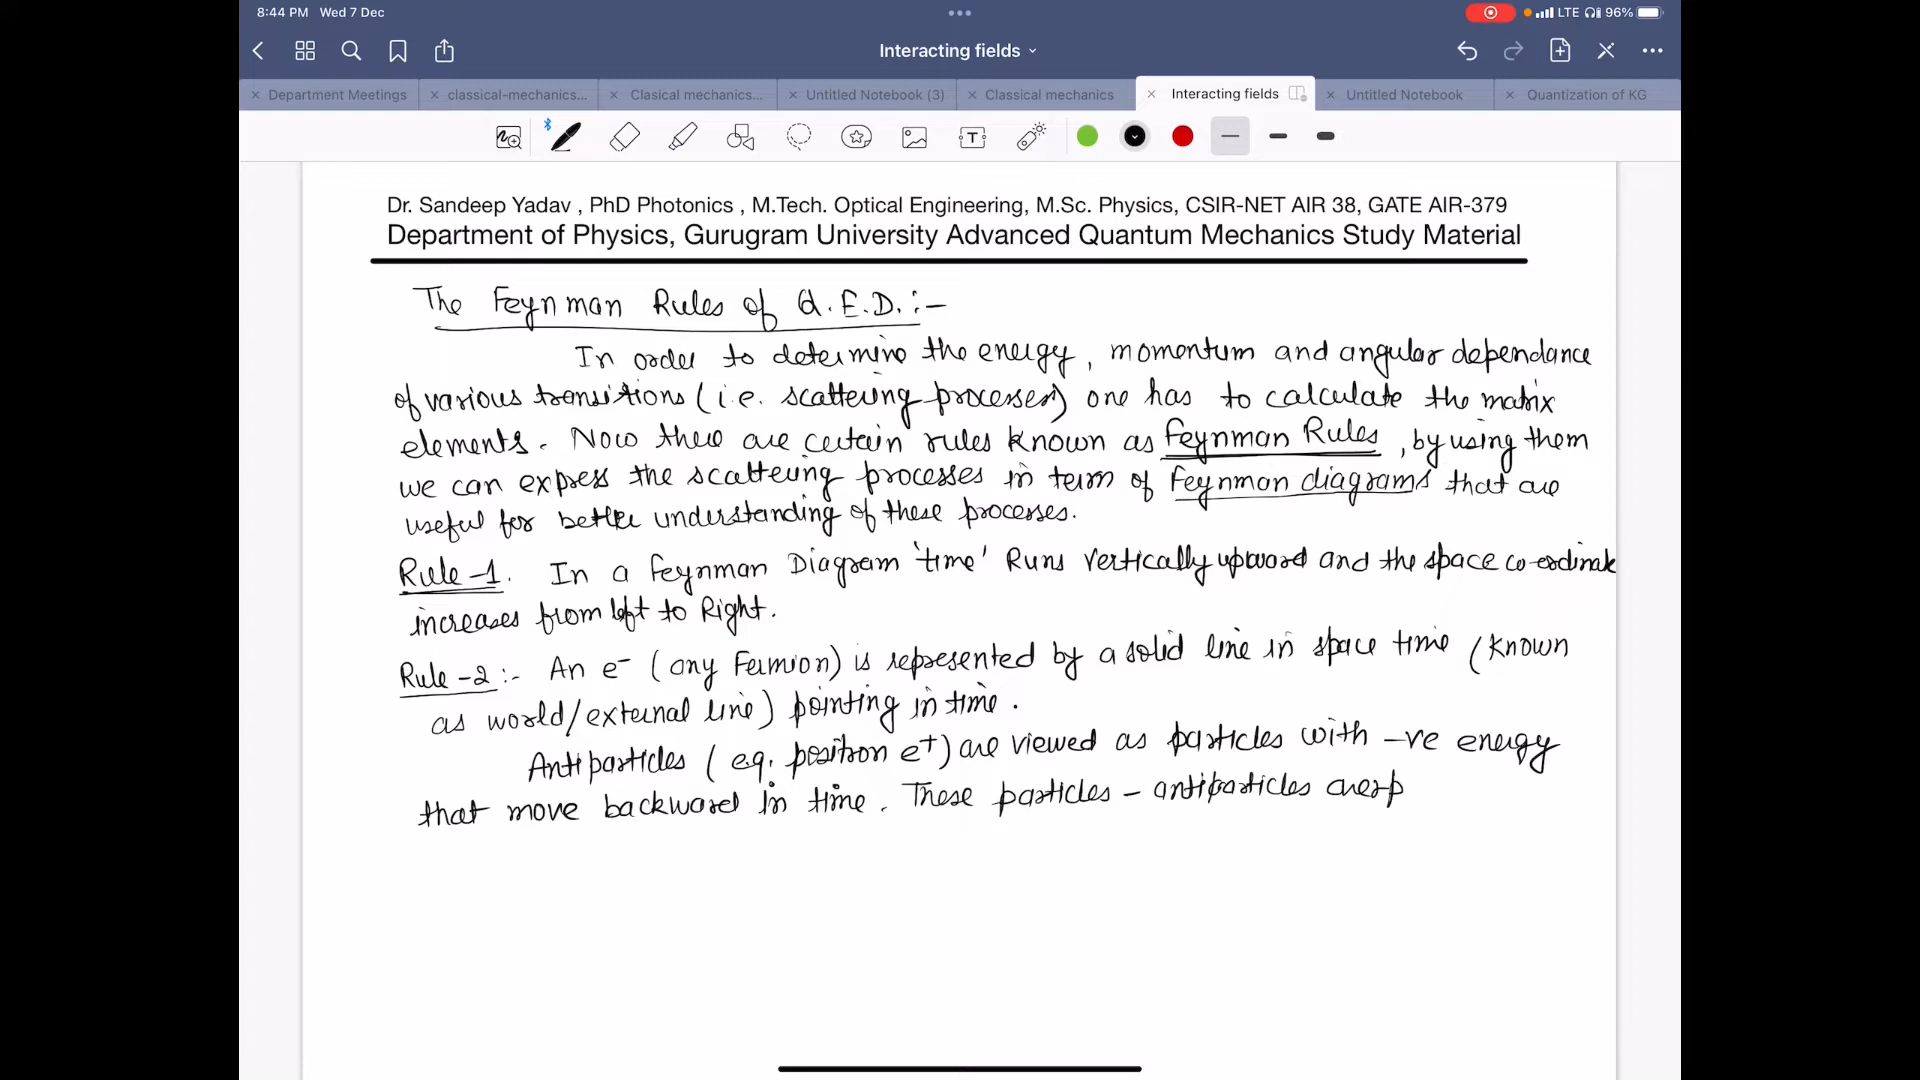 8:44 PM Wed 7 Dec
LTE 96%
Interacting fields
Department Meetings
classical-mechanics...
Clasical mechanics...
Untitled Notebook (3)
Classical mechanics
Interacting fields
Untitled Notebook
Quantization of KG
Dr. Sandeep Yadav , PhD Photonics , M.Tech. Optical Engineering, M.Sc. Physics, CSIR-NET AIR 38, GATE AIR-379
Department of Physics, Gurugram University Advanced Quantum Mechanics Study Material
The Feynman Rules of Q.E.D.:-
In order to determine the energy, momentum and angular dependance
of various transitions (i.e. scattering processes) one has to calculate the matrix
elements. Now there are certain rules known as Feynman Rules, by using them
we can express the scattering processes in term of Feynman diagrams that are
useful for better understanding of these processes.
Rule-1. In a Feynman Diagram 'time' Runs vertically upward and the space co-ordinate
increases from left to Right.
Rule-2:- An e⁻ (any Fermion) is represented by a solid line in space time (known
as world/external line) pointing in time.
Antiparticles (eg. positron e⁺) are viewed as particles with -ve energy
that move backward in time. These particles - antiparticles